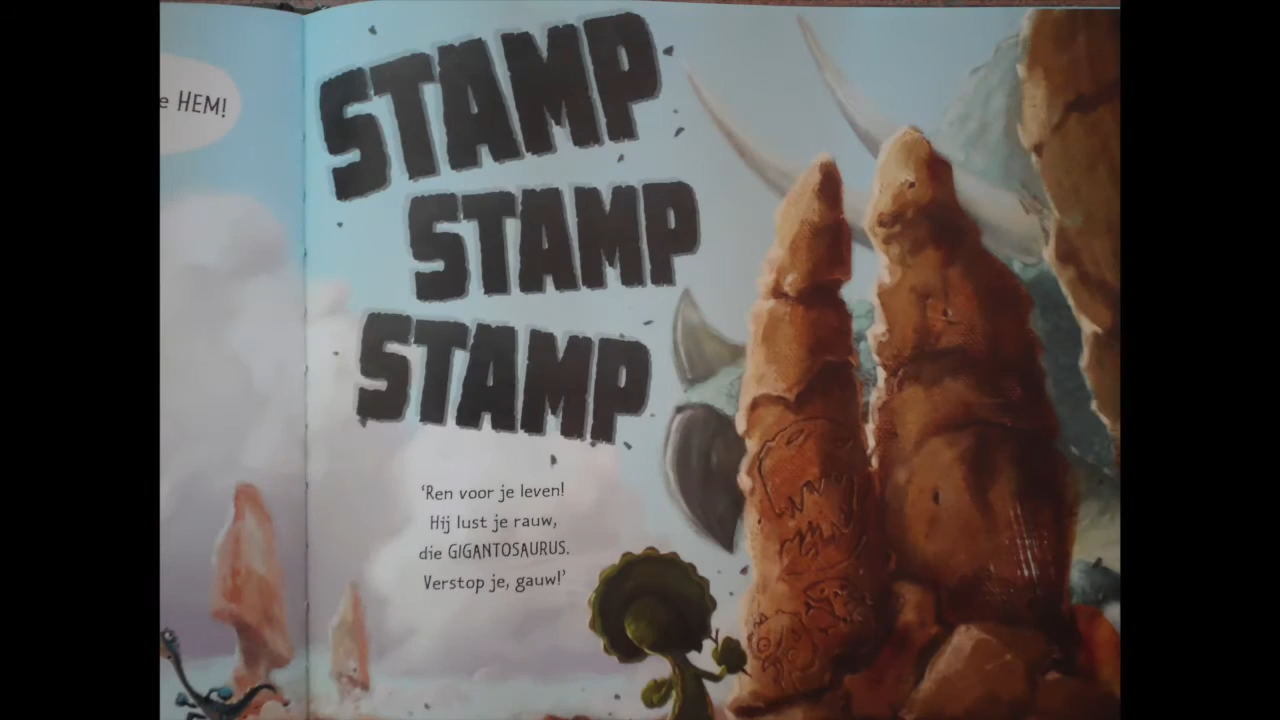 e HEM!
STAMP
STAMP
STAMP
‘Ren voor je leven!
Hij lust je rauw,
die GIGANTOSAURUS.
Verstop je, gauw!’